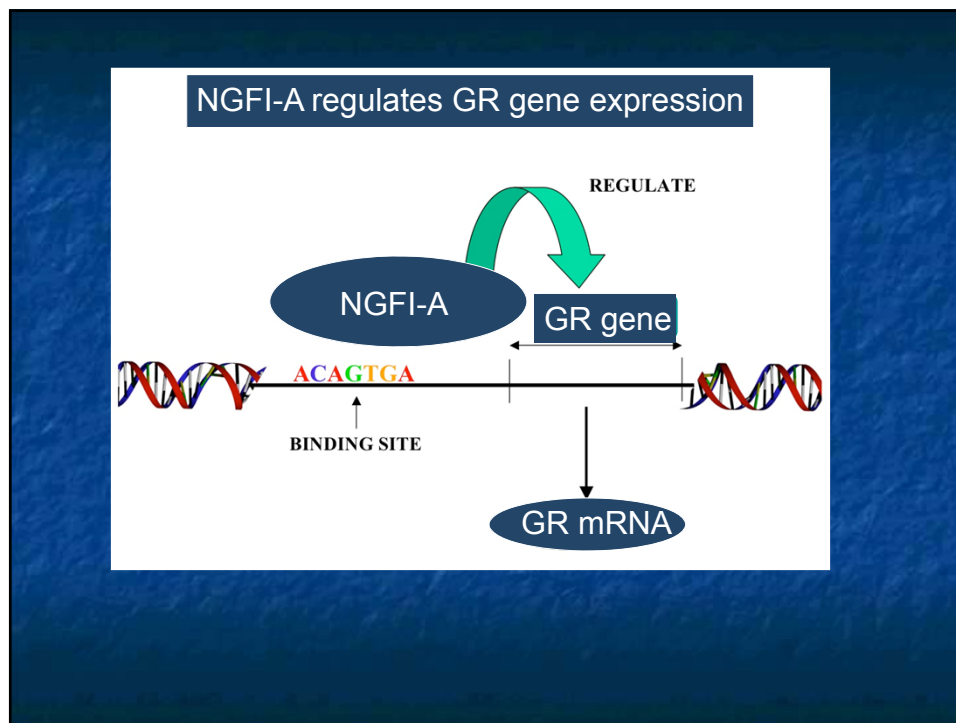 NGFI-A regulates GR gene expression
REGULATE
NGFI-A
GR gene
ACAGTGA
BINDING SITE
GR mRNA